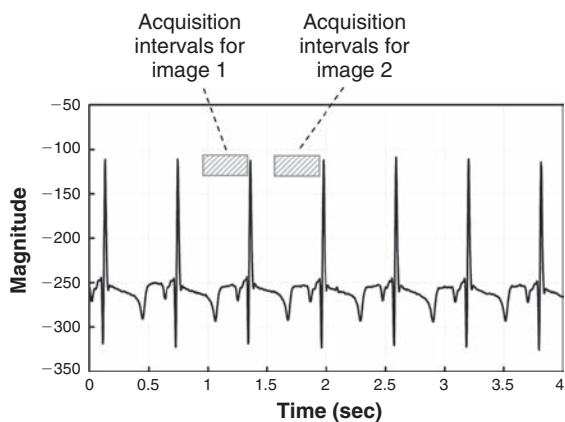 Acquisition
intervals for
image 1
Acquisition
intervals for
image 2
Magnitude
−50
−100
−150
−200
−250
−300
−350
0 0.5 1 1.5 2 2.5 3 3.5 4
Time (sec)